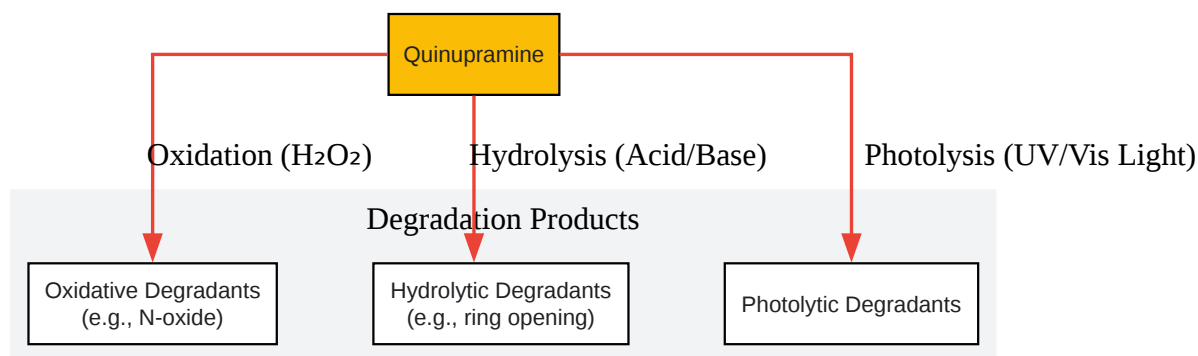 Quinupramine
Oxidation (H₂O₂)
Hydrolysis (Acid/Base)
Photolysis (UV/Vis Light)
Degradation Products
Oxidative Degradants
(e.g., N-oxide)
Hydrolytic Degradants
(e.g., ring opening)
Photolytic Degradants